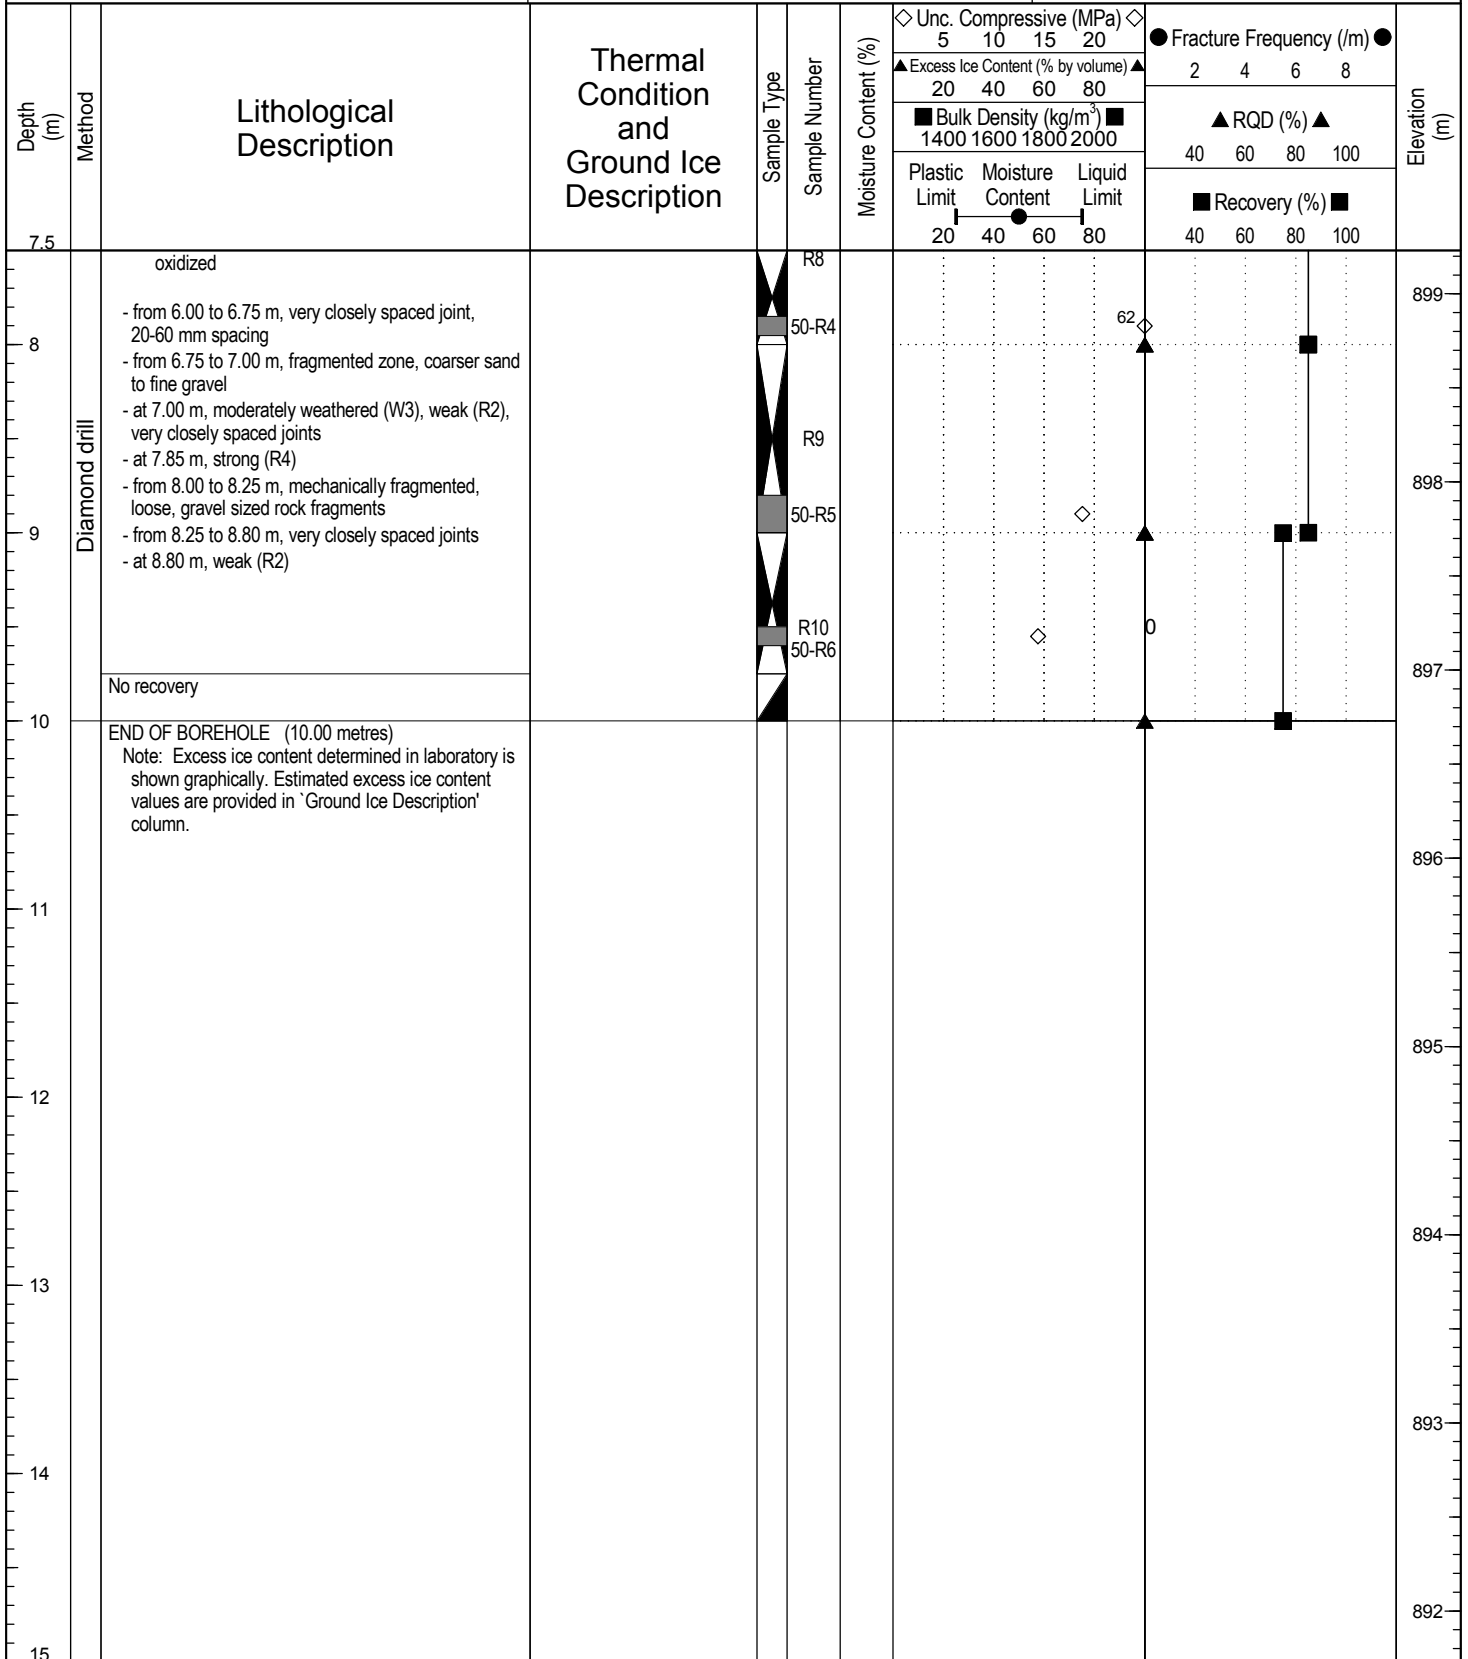 Depth
(m)
Method
Lithological
Description
Thermal
Condition
and
Ground Ice
Description
Sample Type
Sample Number
Moisture Content (%)
Unc. Compressive (MPa)
5 10 15 20
Excess Ice Content (% by volume)
20 40 60 80
Bulk Density (kg/m³)
1400 1600 1800 2000
Plastic Moisture Liquid
Limit Content Limit
20 40 60 80
Fracture Frequency (/m)
2 4 6 8
RQD (%)
40 60 80 100
Recovery (%)
40 60 80 100
Elevation
(m)
7.5
Diamond drill
oxidized
- from 6.00 to 6.75 m, very closely spaced joint,
20-60 mm spacing
- from 6.75 to 7.00 m, fragmented zone, coarser sand
to fine gravel
- at 7.00 m, moderately weathered (W3), weak (R2),
very closely spaced joints
- at 7.85 m, strong (R4)
- from 8.00 to 8.25 m, mechanically fragmented,
loose, gravel sized rock fragments
- from 8.25 to 8.80 m, very closely spaced joints
- at 8.80 m, weak (R2)
No recovery
END OF BOREHOLE (10.00 metres)
Note: Excess ice content determined in laboratory is
shown graphically. Estimated excess ice content
values are provided in `Ground Ice Description'
column.
R8
50-R4
R9
50-R5
R10
50-R6
62
0
8
9
10
11
12
13
14
15
899
898
897
896
895
894
893
892